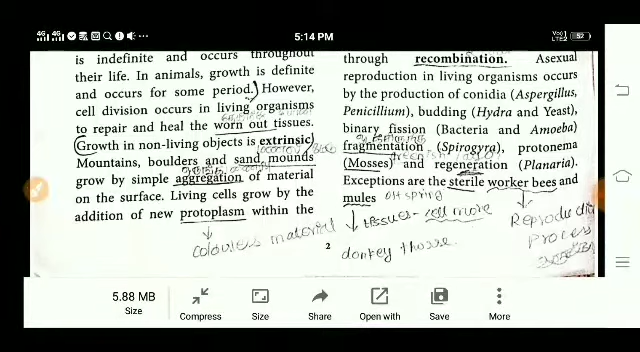 5:14 PM
52
is indefinite and occurs throughout
their life. In animals, growth is definite
and occurs for some period. However,
cell division occurs in living organisms
to repair and heal the worn out tissues.
Growth in non-living objects is extrinsic.
Mountains, boulders and sand mounds
grow by simple aggregation of material
on the surface. Living cells grow by the
addition of new protoplasm within the
colourless material
through recombination. Asexual
reproduction in living organisms occurs
by the production of conidia (Aspergillus,
Penicillium), budding (Hydra and Yeast),
binary fission (Bacteria and Amoeba)
fragmentation (Spirogyra), protonema
(Mosses) and regeneration (Planaria).
Exceptions are the sterile worker bees and
mules
tissues - cell more
donkey
Process
2
5.88 MB
Size
Compress
Size
Share
Open with
Save
More